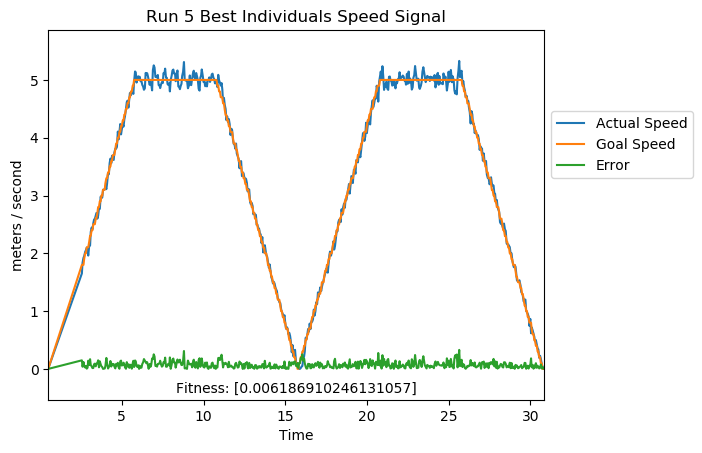 Run 5 Best Individuals Speed Signal
meters / second
5
4
3
2
1
0
Actual Speed
Goal Speed
Error
Fitness: [0.006186910246131057]
5
10
15
20
25
30
Time